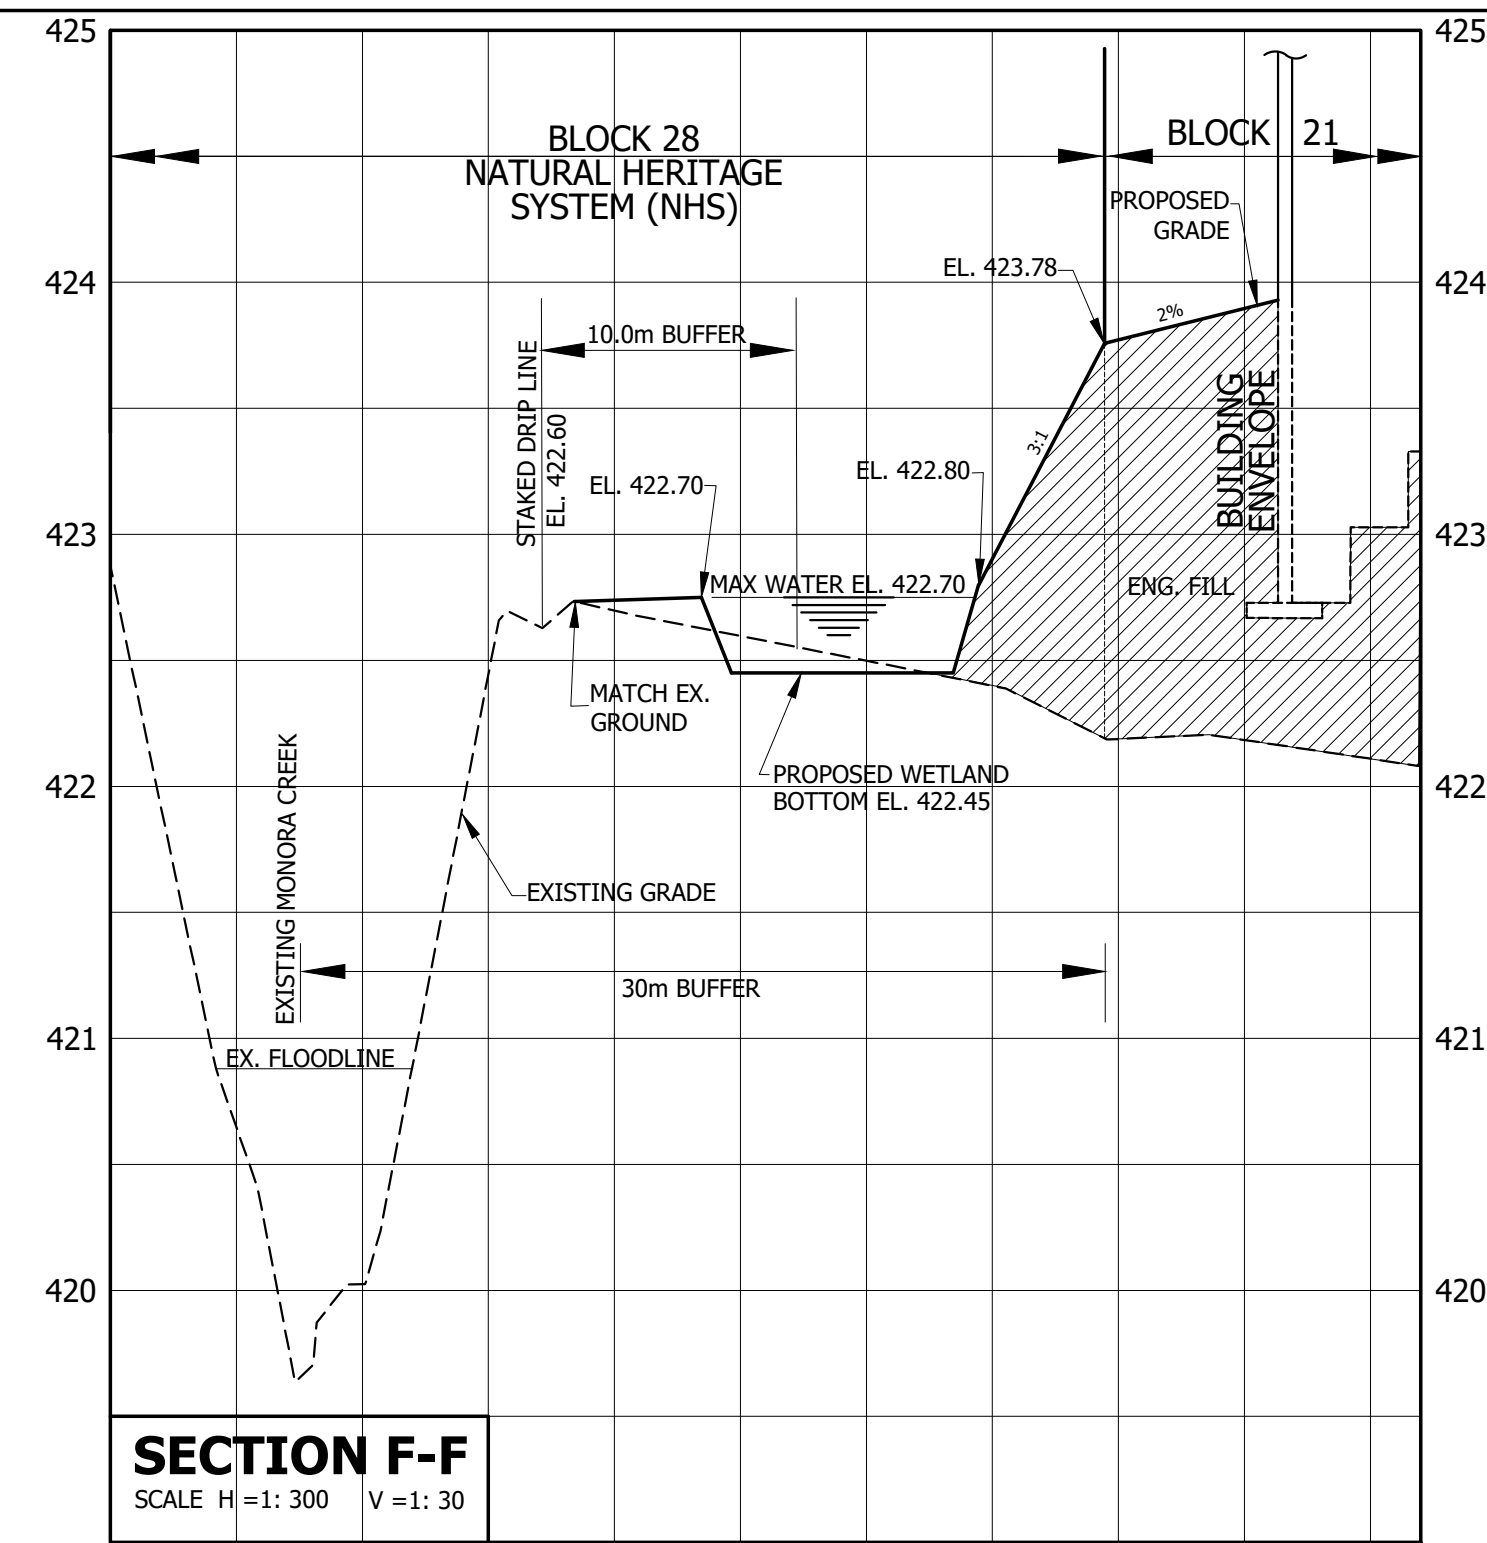 425
425
BLOCK 28
NATURAL HERITAGE
SYSTEM (NHS)
BLOCK 21
PROPOSED
GRADE
EL. 423.78
424
424
2%
10.0m BUFFER
STAKED DRIP LINE
EL. 422.60
BUILDING
ENVELOPE
3:1
EL. 422.80
EL. 422.70
423
423
MAX WATER EL. 422.70
ENG. FILL
MATCH EX.
GROUND
PROPOSED WETLAND
BOTTOM EL. 422.45
422
422
EXISTING MONORA CREEK
EXISTING GRADE
30m BUFFER
421
421
EX. FLOODLINE
420
420
SECTION F-F
SCALE H =1: 300 V =1: 30